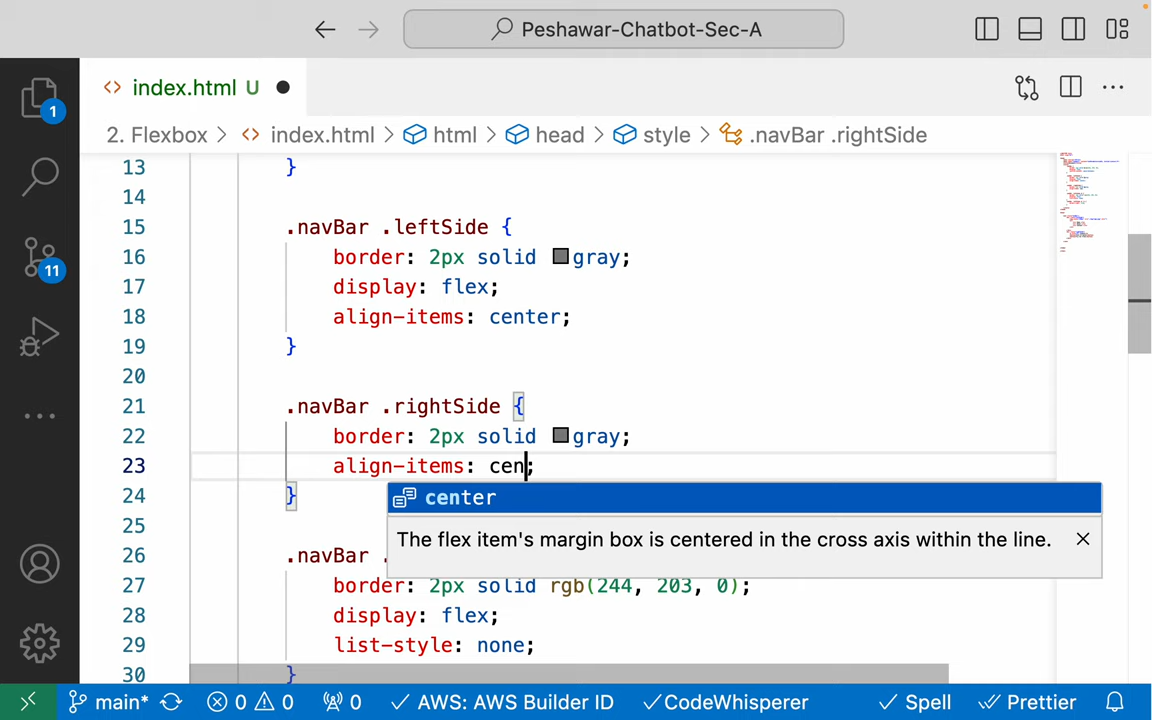 Peshawar-Chatbot-Sec-A
index.html U
1
2. Flexbox > index.html > html > head > style > .navBar .rightSide
13 }
14
15 .navBar .leftSide {
16 border: 2px solid gray;
17 display: flex;
18 align-items: center;
19 }
20
21 .navBar .rightSide {
22 border: 2px solid gray;
11
23 align-items: cen;
24 }
center
25
The flex item's margin box is centered in the cross axis within the line.
26 .navBar .
27 border: 2px solid rgb(244, 203, 0);
28 display: flex;
29 list-style: none;
30 }
main* 0 0 0 AWS: AWS Builder ID CodeWhisperer Spell Prettier